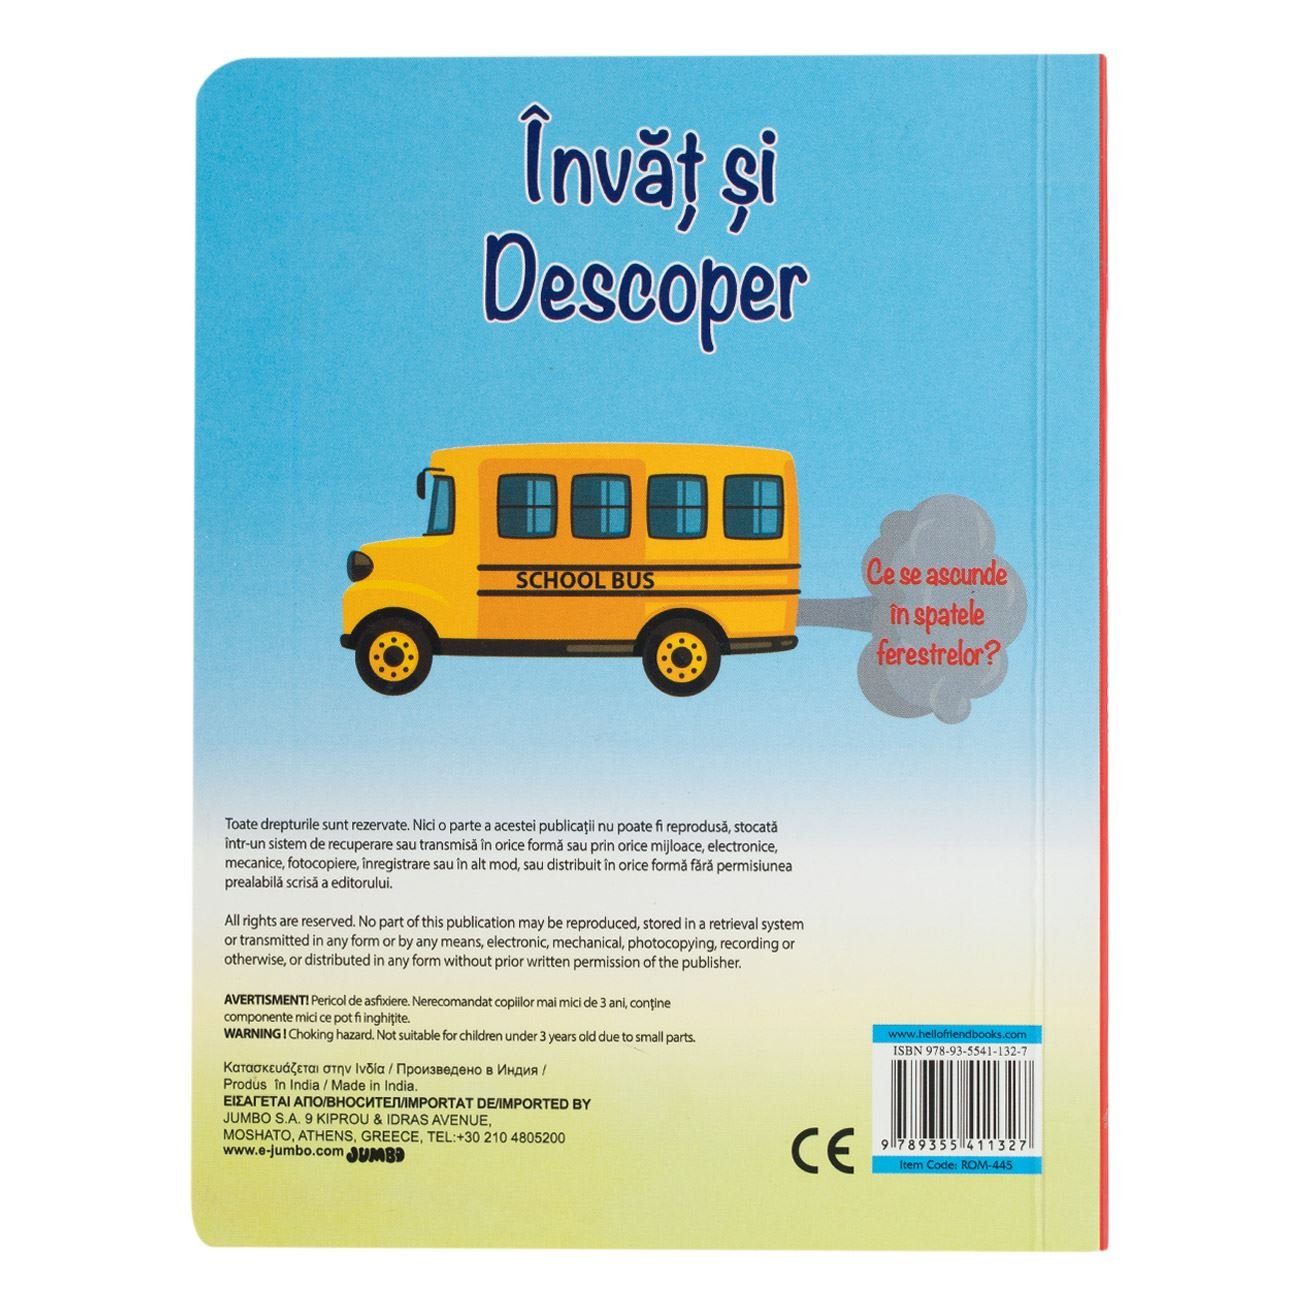 Învăț și
Descoper
SCHOOL BUS
Ce se ascunde
în spatele
ferestrelor?
Toate drepturile sunt rezervate. Nici o parte a acestei publicații nu poate fi reprodusă, stocată
într-un sistem de recuperare sau transmisă în orice formă sau prin orice mijloace, electronice,
mecanice, fotocopiere, înregistrare sau în alt mod, sau distribuit în orice formă fără permisiunea
prealabilă scrisă a editorului.
All rights are reserved. No part of this publication may be reproduced, stored in a retrieval system
or transmitted in any form or by any means, electronic, mechanical, photocopying, recording or
otherwise, or distributed in any form without prior written permission of the publisher.
AVERTISMENT! Pericol de asfixiere. Nerecomandat copiilor mai mici de 3 ani, conține
componente mici ce pot fi inghițite.
WARNING ! Choking hazard. Not suitable for children under 3 years old due to small parts.
Κατασκευάζεται στην Ινδία / Произведено в Индия /
Produs în India / Made in India.
ΕΙΣΑΓΕΤΑΙ ΑΠΟ/ВНОСИТЕЛ/IMPORTAT DE/IMPORTED BY
JUMBO S.A. 9 KIPROU & IDRAS AVENUE,
MOSHATO, ATHENS, GREECE, TEL:+30 210 4805200
www.e-jumbo.com JUMBO
CE
www.hellofriendbooks.com
ISBN 978-93-5541-132-7
9 789355 411327
Item Code: ROM-445